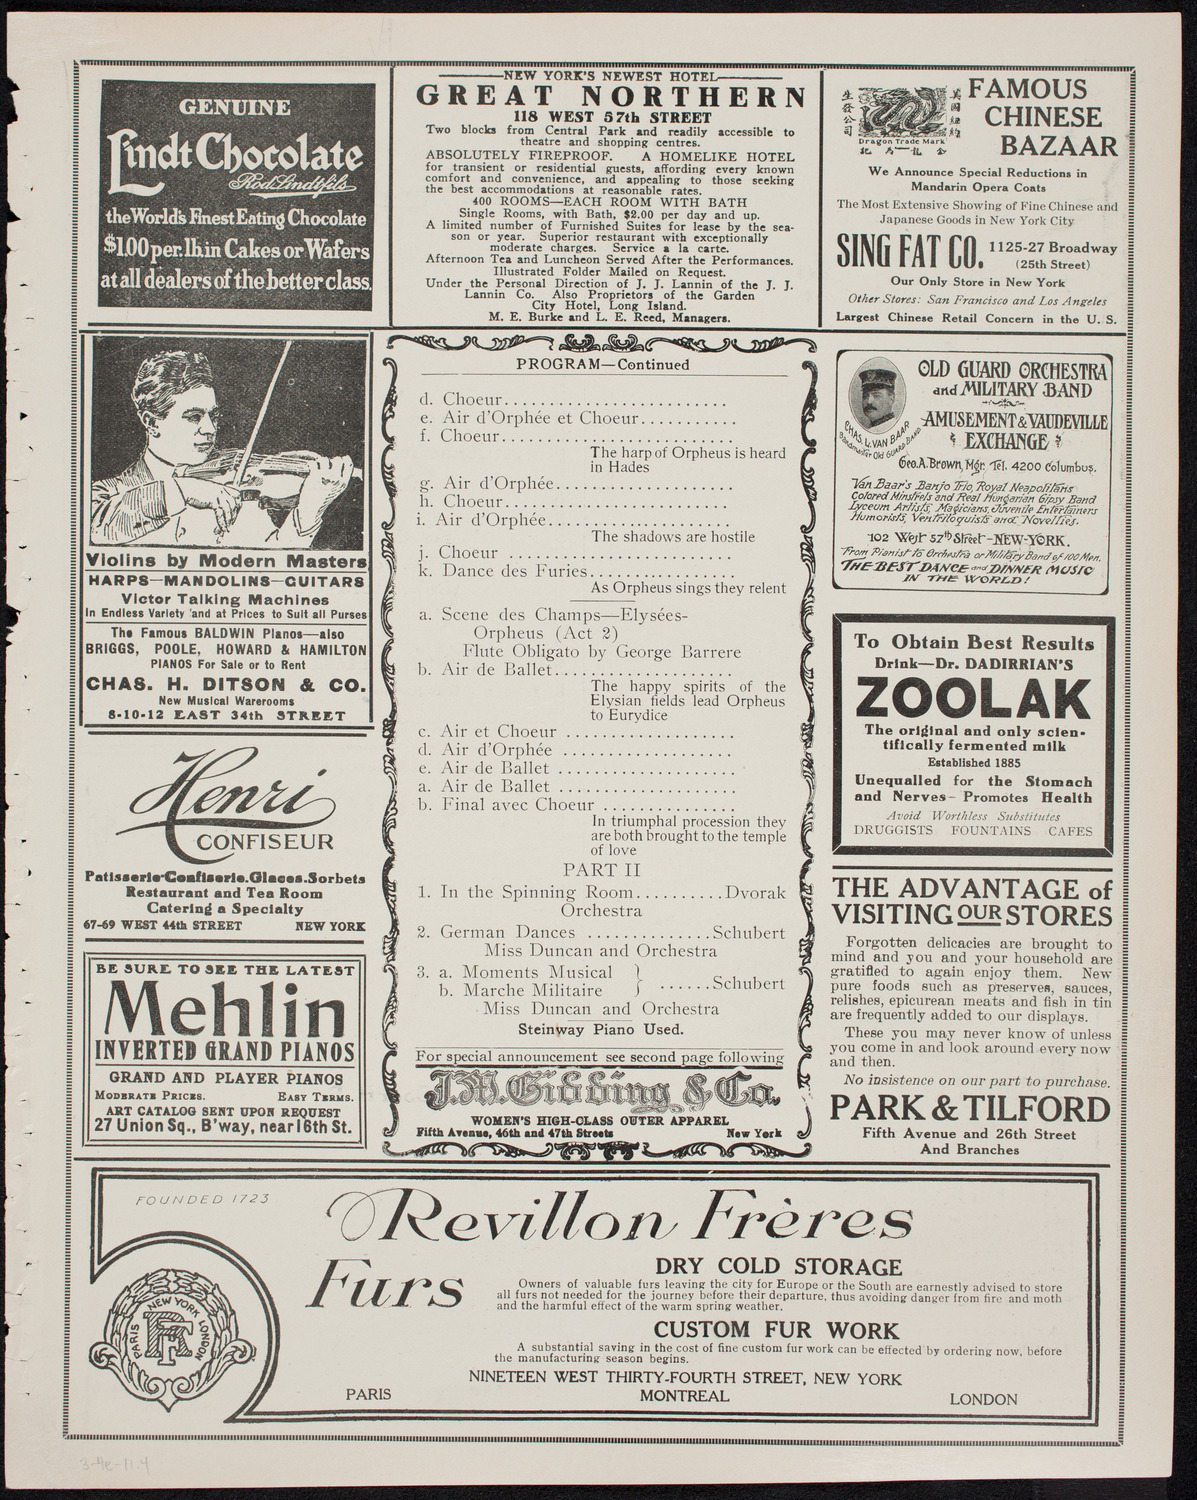 GENUINE
Lindt Chocolate
Rod. Lindt fils
the World's Finest Eating Chocolate
$1.00 per.lb.in Cakes or Wafers
at all dealers of the better class.
NEW YORK'S NEWEST HOTEL
GREAT NORTHERN
118 WEST 57th STREET
Two blocks from Central Park and readily accessible to
theatre and shopping centres.
ABSOLUTELY FIREPROOF. A HOMELIKE HOTEL
for transient or residential guests, affording every known
comfort and convenience, and appealing to those seeking
the best accommodations at reasonable rates.
400 ROOMS—EACH ROOM WITH BATH
Single Rooms, with Bath, $2.00 per day and up.
A limited number of Furnished Suites for lease by the sea-
son or year. Superior restaurant with exceptionally
moderate charges. Service a la carte.
Afternoon Tea and Luncheon Served After the Performances.
Illustrated Folder Mailed on Request.
Under the Personal Direction of J. J. Lannin of the J. J.
Lannin Co. Also Proprietors of the Garden
City Hotel, Long Island.
M. E. Burke and L. E. Reed, Managers.
生發公司
Dragon Trade Mark
FAMOUS
CHINESE
BAZAAR
We Announce Special Reductions in
Mandarin Opera Coats
The Most Extensive Showing of Fine Chinese and
Japanese Goods in New York City
SING FAT CO. 1125-27 Broadway
(25th Street)
Our Only Store in New York
Other Stores: San Francisco and Los Angeles
Largest Chinese Retail Concern in the U. S.
Violins by Modern Masters
HARPS—MANDOLINS—GUITARS
Victor Talking Machines
In Endless Variety and at Prices to Suit all Purses
The Famous BALDWIN Pianos—also
BRIGGS, POOLE, HOWARD & HAMILTON
PIANOS For Sale or to Rent
CHAS. H. DITSON & CO.
New Musical Warerooms
8-10-12 EAST 34th STREET
Henri
CONFISEUR
Patisserie-Confiserie.Glaces.Sorbets
Restaurant and Tea Room
Catering a Specialty
67-69 WEST 44th STREET NEW YORK
BE SURE TO SEE THE LATEST
Mehlin
INVERTED GRAND PIANOS
GRAND AND PLAYER PIANOS
MODERATE PRICES. EASY TERMS.
ART CATALOG SENT UPON REQUEST
27 Union Sq., B'way, near 16th St.
PROGRAM—Continued
d. Choeur
e. Air d'Orphée et Choeur
f. Choeur
The harp of Orpheus is heard
in Hades
g. Air d'Orphée
h. Choeur
i. Air d'Orphée
The shadows are hostile
j. Choeur
k. Dance des Furies
As Orpheus sings they relent
a. Scene des Champs—Elysées-
Orpheus (Act 2)
Flute Obligato by George Barrere
b. Air de Ballet
The happy spirits of the
Elysian fields lead Orpheus
to Eurydice
c. Air et Choeur
d. Air d'Orphée
e. Air de Ballet
a. Air de Ballet
b. Final avec Choeur
In triumphal procession they
are both brought to the temple
of love
PART II
1. In the Spinning Room..........Dvorak
Orchestra
2. German Dances .............Schubert
Miss Duncan and Orchestra
3. a. Moments Musical
b. Marche Militaire } ......Schubert
Miss Duncan and Orchestra
Steinway Piano Used.
For special announcement see second page following
J.M. Gidding & Co.
WOMEN'S HIGH-CLASS OUTER APPAREL
Fifth Avenue, 46th and 47th Streets New York
CHAS. L. VAN BAAR
Bandmaster Old Guard Band
OLD GUARD ORCHESTRA
and MILITARY BAND
AMUSEMENT & VAUDEVILLE
EXCHANGE
Geo. A. Brown, Mgr. Tel. 4200 Columbus.
Van Baar's Banjo Trio, Royal Neapolitans
Colored Minstrels and Real Hungarian Gipsy Band
Lyceum Artists, Magicians, Juvenile Entertainers
Humorists, Ventriloquists and Novelties.
102 West 57th Street - NEW-YORK.
From Pianist to Orchestra or Military Band of 100 Men.
THE BEST DANCE and DINNER MUSIC
IN THE WORLD!
To Obtain Best Results
Drink—Dr. DADIRRIAN'S
ZOOLAK
The original and only scien-
tifically fermented milk
Established 1885
Unequalled for the Stomach
and Nerves- Promotes Health
Avoid Worthless Substitutes
DRUGGISTS FOUNTAINS CAFES
THE ADVANTAGE of
VISITING OUR STORES
Forgotten delicacies are brought to
mind and you and your household are
gratified to again enjoy them. New
pure foods such as preserves, sauces,
relishes, epicurean meats and fish in tin
are frequently added to our displays.
These you may never know of unless
you come in and look around every now
and then.
No insistence on our part to purchase.
PARK & TILFORD
Fifth Avenue and 26th Street
And Branches
FOUNDED 1723
Revillon Frères
Furs
PARIS NEW YORK LONDON
RF
DRY COLD STORAGE
Owners of valuable furs leaving the city for Europe or the South are earnestly advised to store
all furs not needed for the journey before their departure, thus avoiding danger from fire and moth
and the harmful effect of the warm spring weather.
CUSTOM FUR WORK
A substantial saving in the cost of fine custom fur work can be effected by ordering now, before
the manufacturing season begins.
NINETEEN WEST THIRTY-FOURTH STREET, NEW YORK
PARIS MONTREAL LONDON